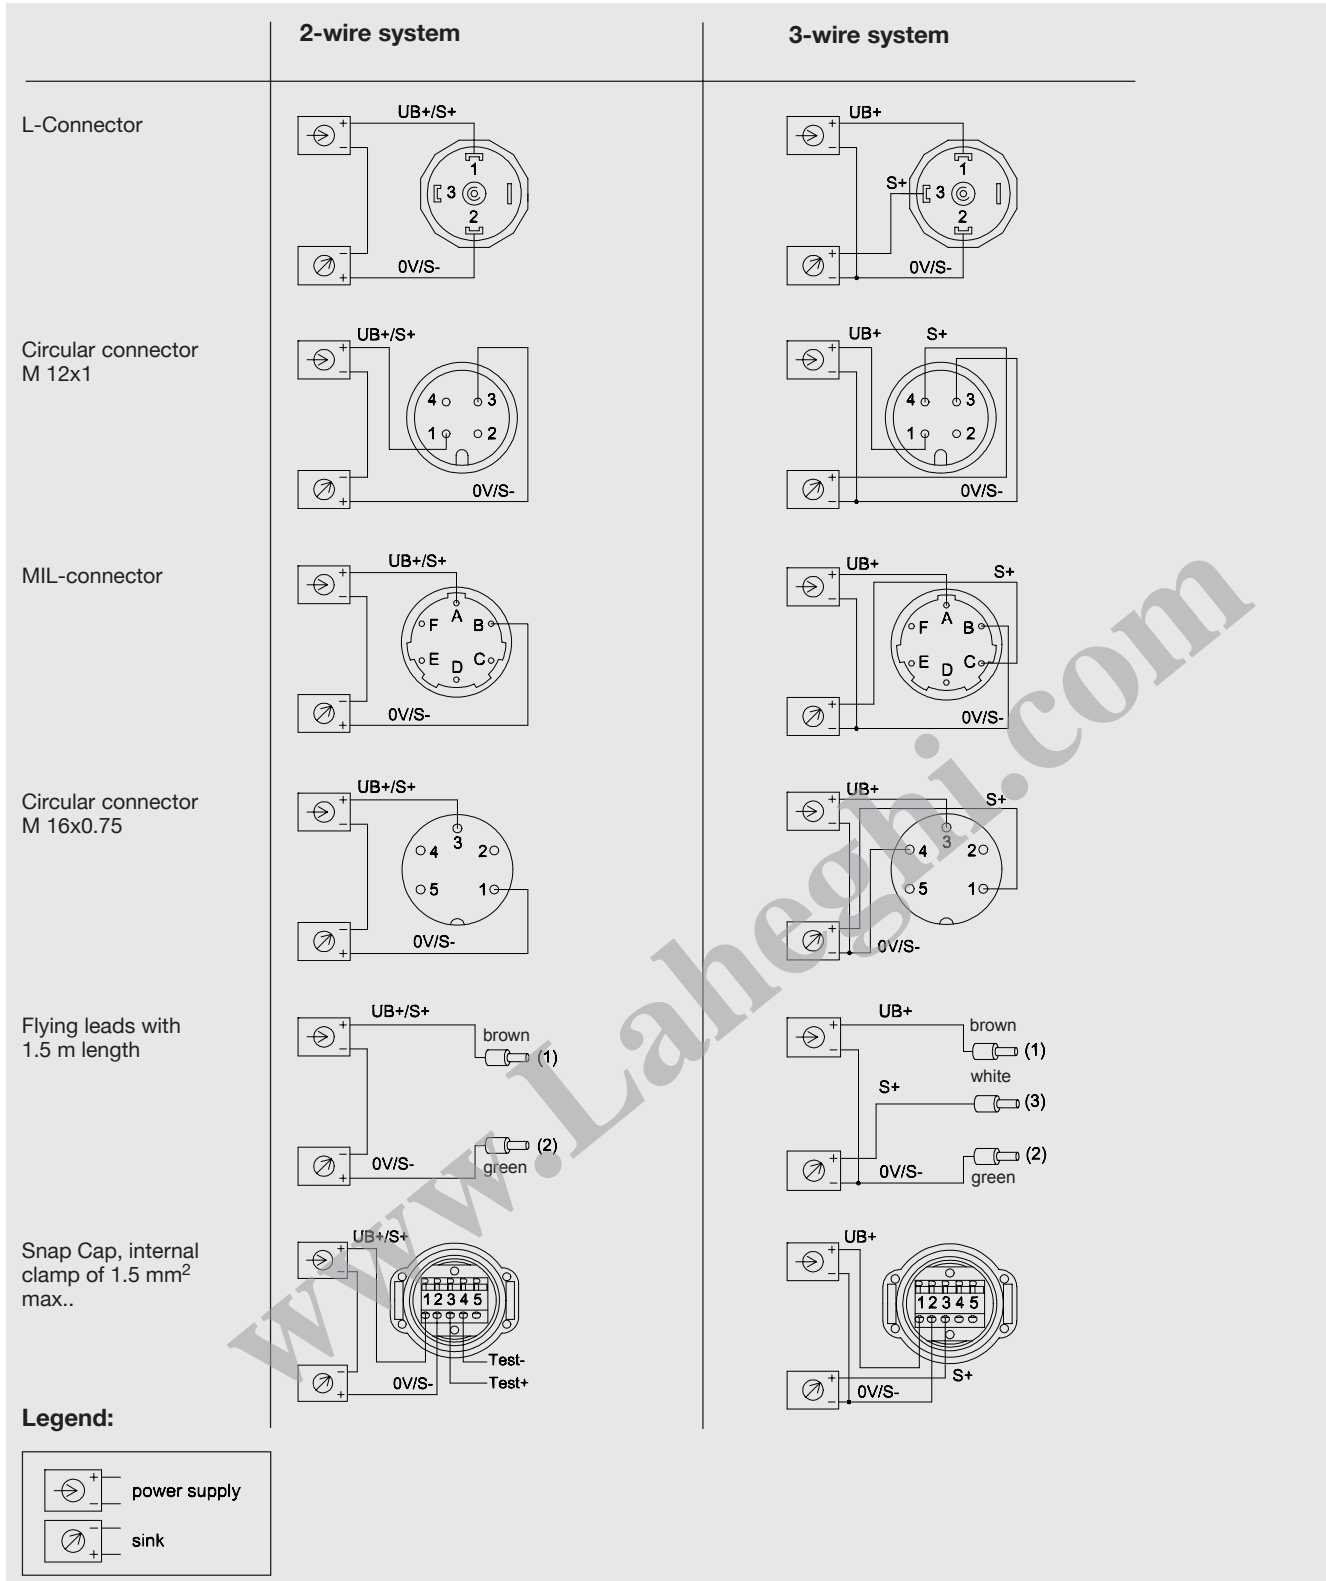 2-wire system
3-wire system
L-Connector
UB+/S+
+
−
1
3
2
−
+
0V/S-
UB+
+
−
S+
1
3
2
+
−
0V/S-
Circular connector
M 12x1
UB+/S+
+
−
4
3
1
2
−
+
0V/S-
UB+
S+
+
−
4
3
1
2
+
−
0V/S-
MIL-connector
UB+/S+
+
−
F A B
E D C
−
+
0V/S-
UB+
S+
+
−
F A B
E D C
+
−
0V/S-
Circular connector
M 16x0.75
UB+/S+
+
−
4 3 2
5 1
−
+
0V/S-
UB+
S+
+
−
4 3 2
5 1
+
−
0V/S-
Flying leads with
1.5 m length
UB+/S+
+
−
brown
(1)
(2)
green
−
+
0V/S-
UB+
+
−
brown
(1)
white
S+
(3)
(2)
green
+
−
0V/S-
Snap Cap, internal
clamp of 1.5 mm²
max..
UB+/S+
+
−
1 2 3 4 5
Test-
Test+
−
+
0V/S-
UB+
+
−
1 2 3 4 5
S+
+
−
0V/S-
Legend:
+
−
power supply
−
+
sink
www.Laheghi.com